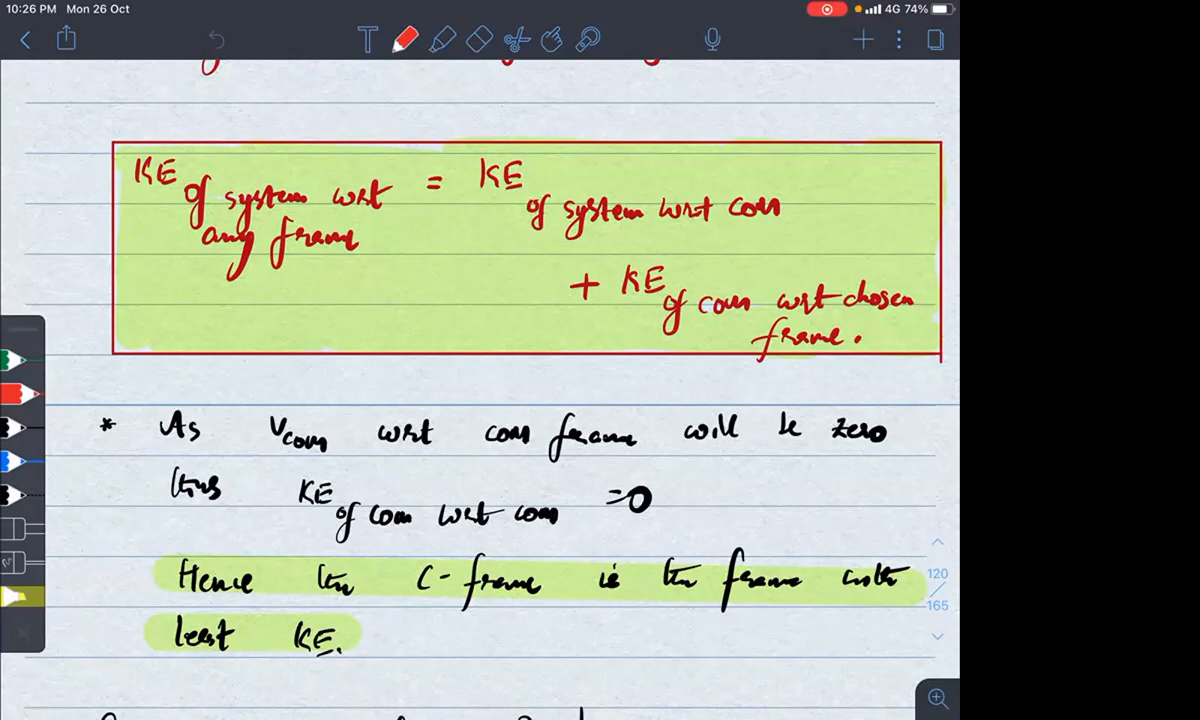 10:26 PM Mon 26 Oct
4G 74%
KE of system wrt any frame = KE of system wrt com
+ KE of com wrt chosen frame.
* As Vcom wrt com frame will be zero
thus KE of com wrt com = 0
Hence the C-frame is the frame with
least KE.
120
165